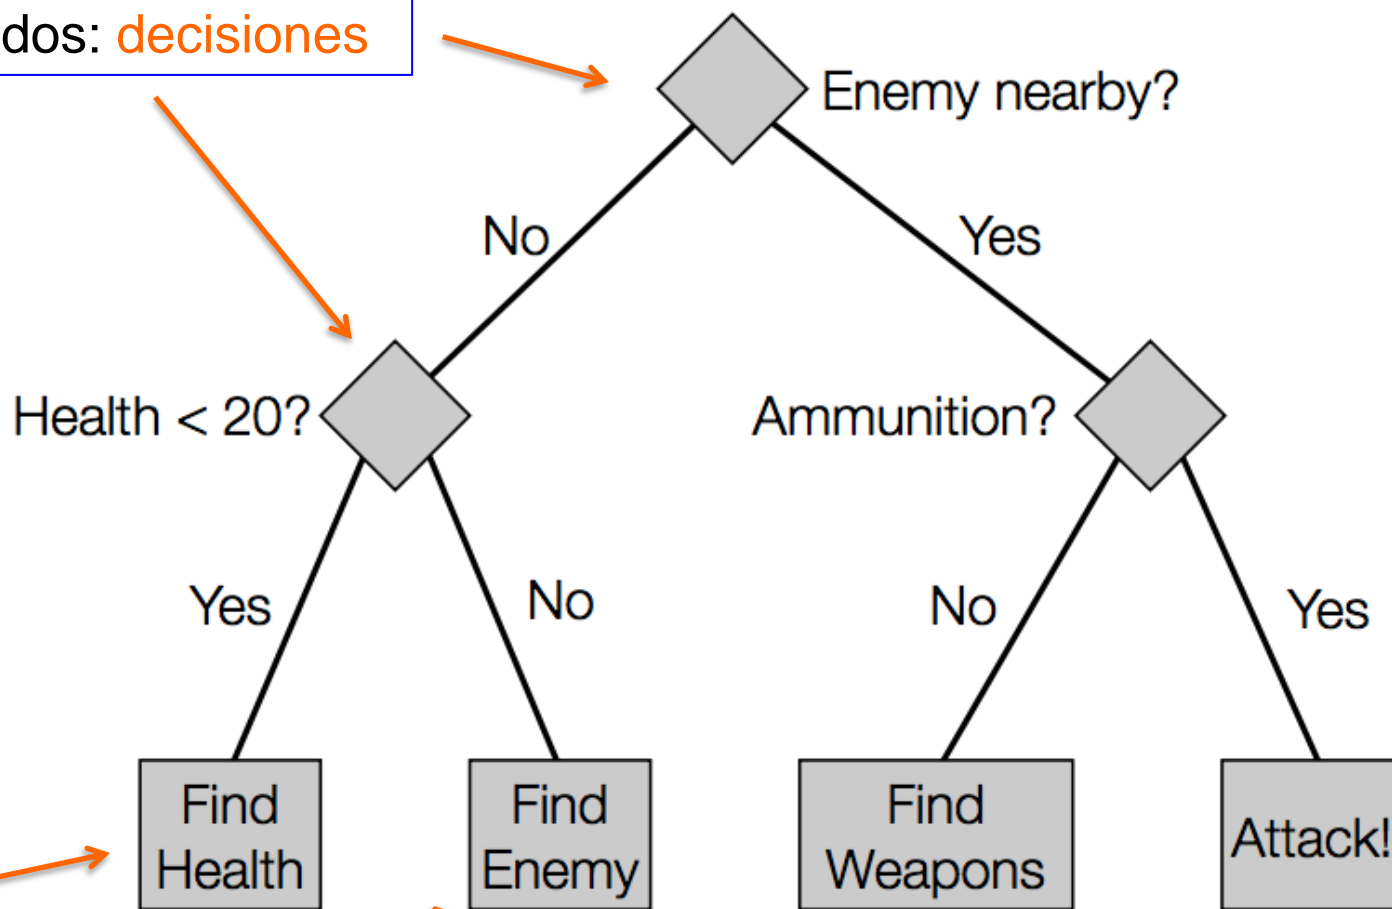 dos: decisiones
Enemy nearby?
No
Yes
Health < 20?
Ammunition?
Yes
No
No
Yes
Find
Health
Find
Enemy
Find
Weapons
Attack!